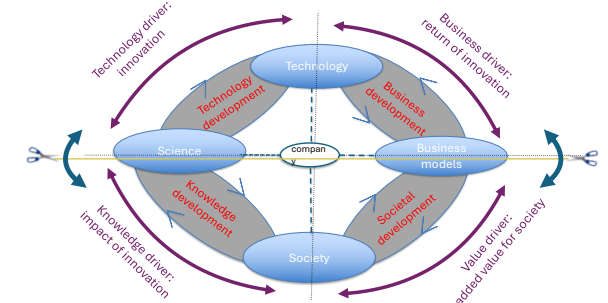 Technology driver:
innovation
Business driver:
return of innovation
Technology
Technology
development
Business
development
Science
compan
y
Business
models
Knowledge
development
Societal
development
Society
Knowledge driver:
impact of innovation
Value driver:
added value for society